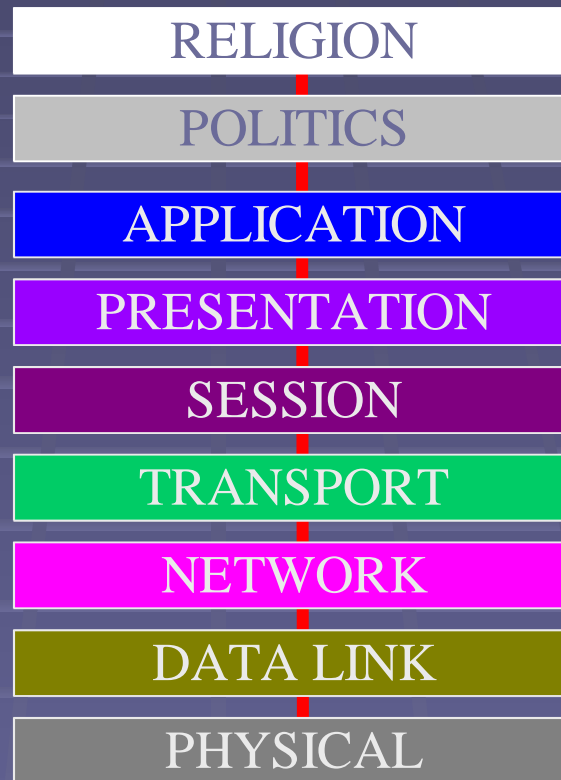 RELIGION
POLITICS
APPLICATION
PRESENTATION
SESSION
TRANSPORT
NETWORK
DATA LINK
PHYSICAL